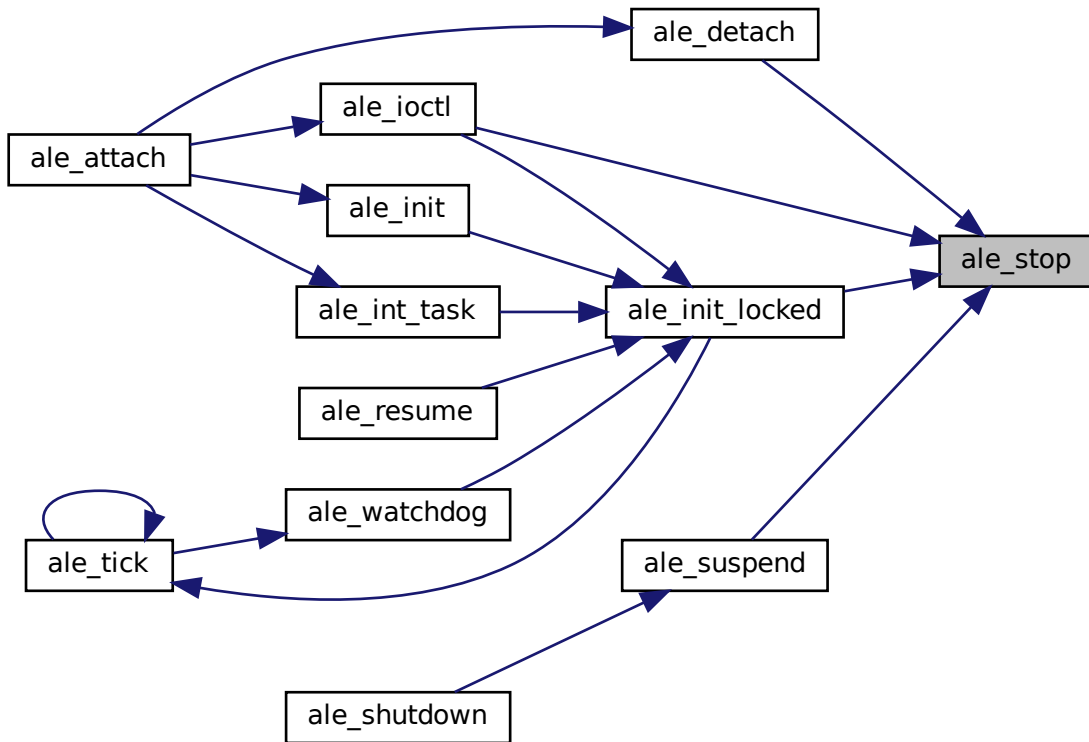 ale_detach
ale_ioctl
ale_attach
ale_init
ale_stop
ale_int_task
ale_init_locked
ale_resume
ale_watchdog
ale_tick
ale_suspend
ale_shutdown